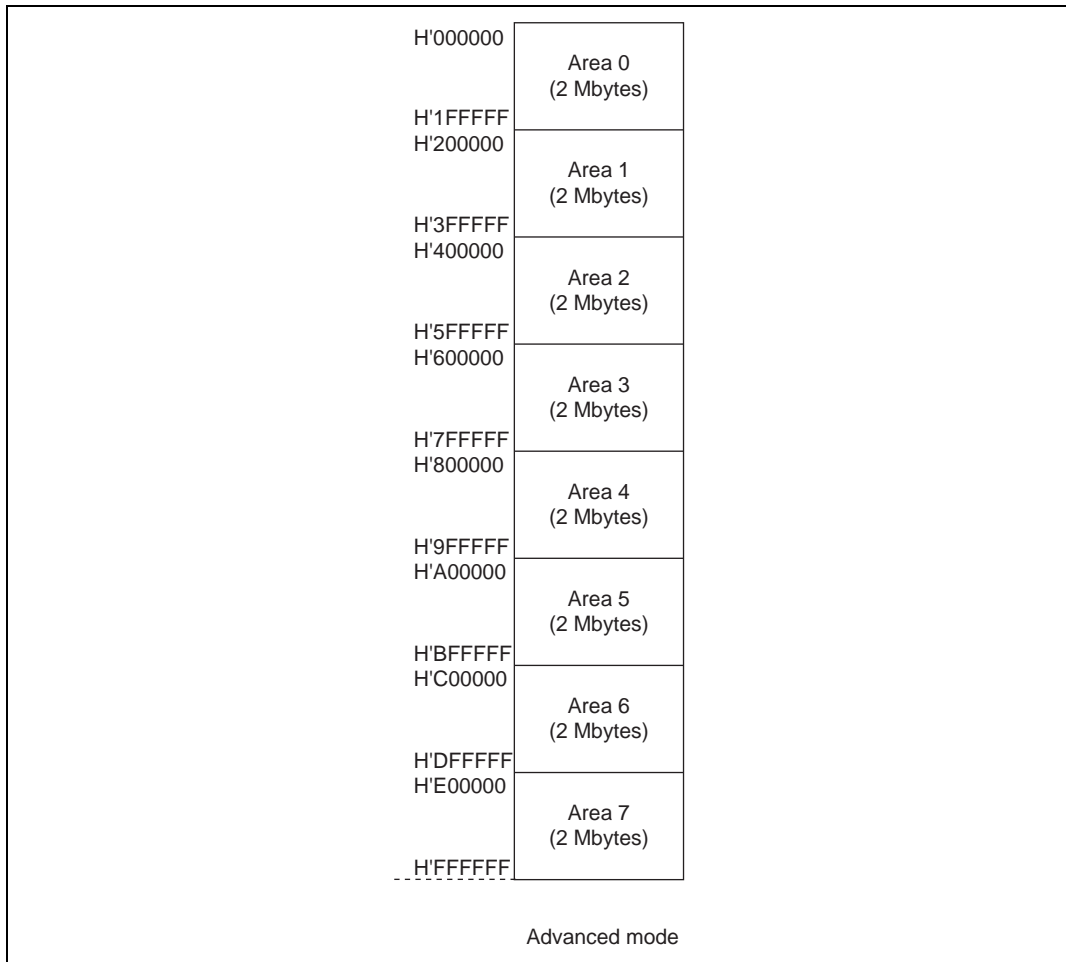 H'000000
Area 0
(2 Mbytes)
H'1FFFFF
H'200000
Area 1
(2 Mbytes)
H'3FFFFF
H'400000
Area 2
(2 Mbytes)
H'5FFFFF
H'600000
Area 3
(2 Mbytes)
H'7FFFFF
H'800000
Area 4
(2 Mbytes)
H'9FFFFF
H'A00000
Area 5
(2 Mbytes)
H'BFFFFF
H'C00000
Area 6
(2 Mbytes)
H'DFFFFF
H'E00000
Area 7
(2 Mbytes)
H'FFFFFF
Advanced mode